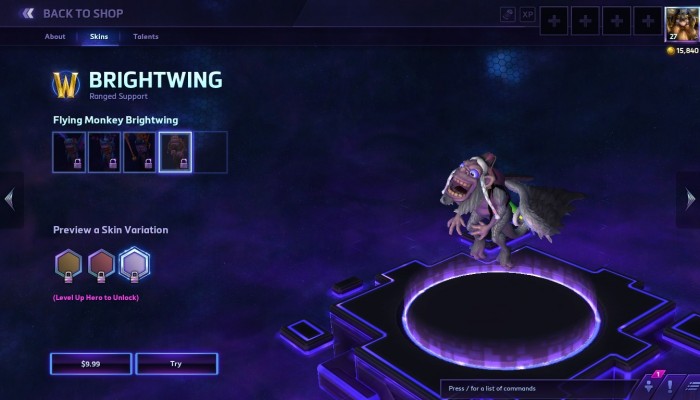 BACK TO SHOP
XP
27
15,840
About
Skins
Talents
W
BRIGHTWING
Ranged Support
Flying Monkey Brightwing
Preview a Skin Variation
(Level Up Hero to Unlock)
$9.99
Try
Press / for a list of commands
1